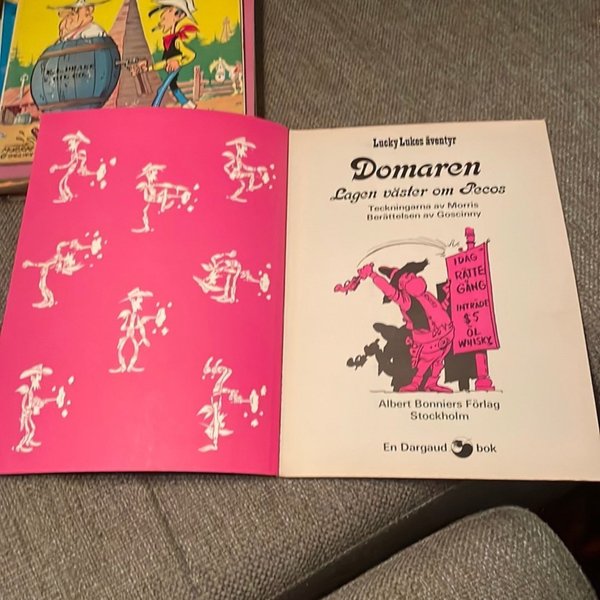 Lucky Lukes äventyr
Domaren
Lagen väster om Pecos
Teckningarna av Morris
Berättelsen av Goscinny
IDAG
RÄTTE
GÅNG
INTRÄDE
$5
ÖL
WHISKY
Albert Bonniers Förlag
Stockholm
En Dargaud bok